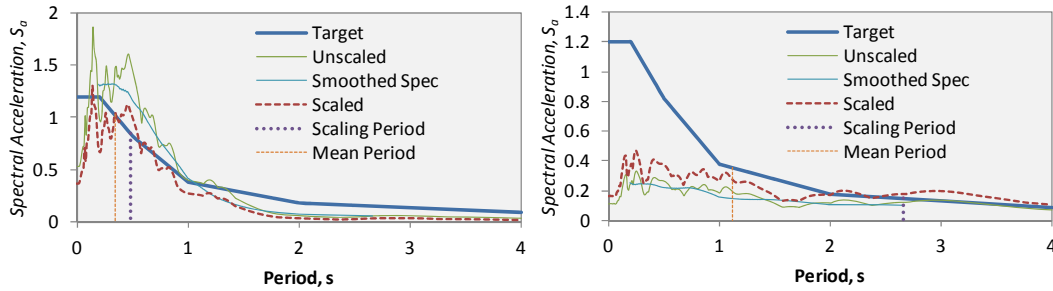 Spectral Acceleration, Sa
2
1.5
1
0.5
0
Target
Unscaled
Smoothed Spec
Scaled
Scaling Period
Mean Period
0 1 2 3 4
Period, s
Spectral Acceleration, Sa
1.4
1.2
1
0.8
0.6
0.4
0.2
0
Target
Unscaled
Smoothed Spec
Scaled
Scaling Period
Mean Period
0 1 2 3 4
Period, s